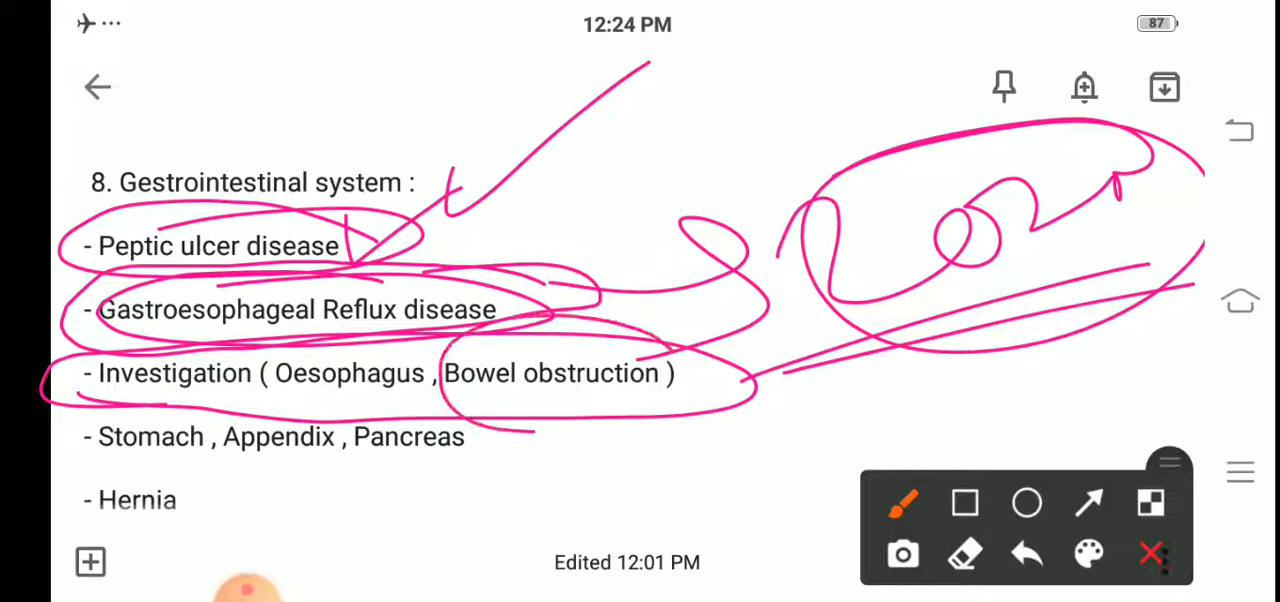 12:24 PM
87
8. Gestrointestinal system :
- Peptic ulcer disease
- Gastroesophageal Reflux disease
- Investigation ( Oesophagus , Bowel obstruction )
- Stomach , Appendix , Pancreas
- Hernia
Edited 12:01 PM